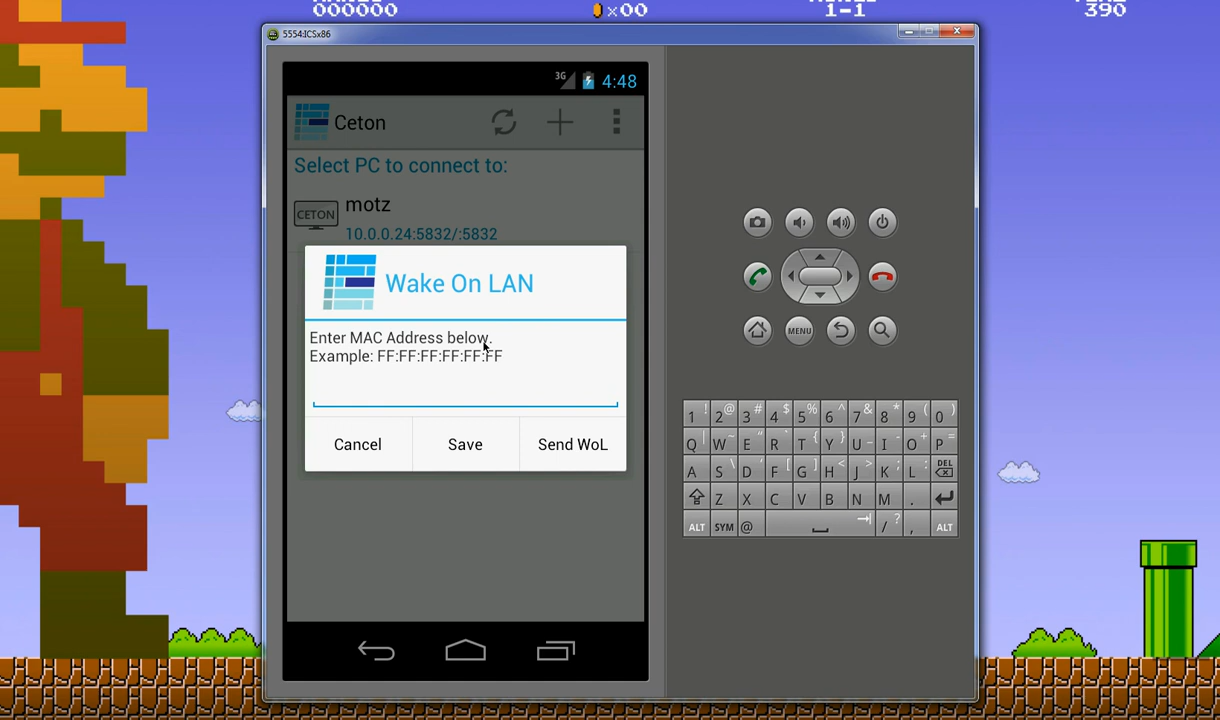 000000
×00
1-1
390
5554:ICSx86
3G
4:48
Ceton
Select PC to connect to:
CETON
motz
10.0.0.24:5832/:5832
Wake On LAN
Enter MAC Address below.
Example: FF:FF:FF:FF:FF:FF
Cancel
Save
Send WoL
MENU
1 ! 2 @ 3 # 4 $ 5 % 6 ^ 7 & 8 * 9 ( 0 )
Q | W ~ E " R ` T { Y } U _ I - O + P =
A S \ D ' F [ G ] H < J > K ; L : DEL
Z X C V B N M .
ALT SYM @ / ? , ALT